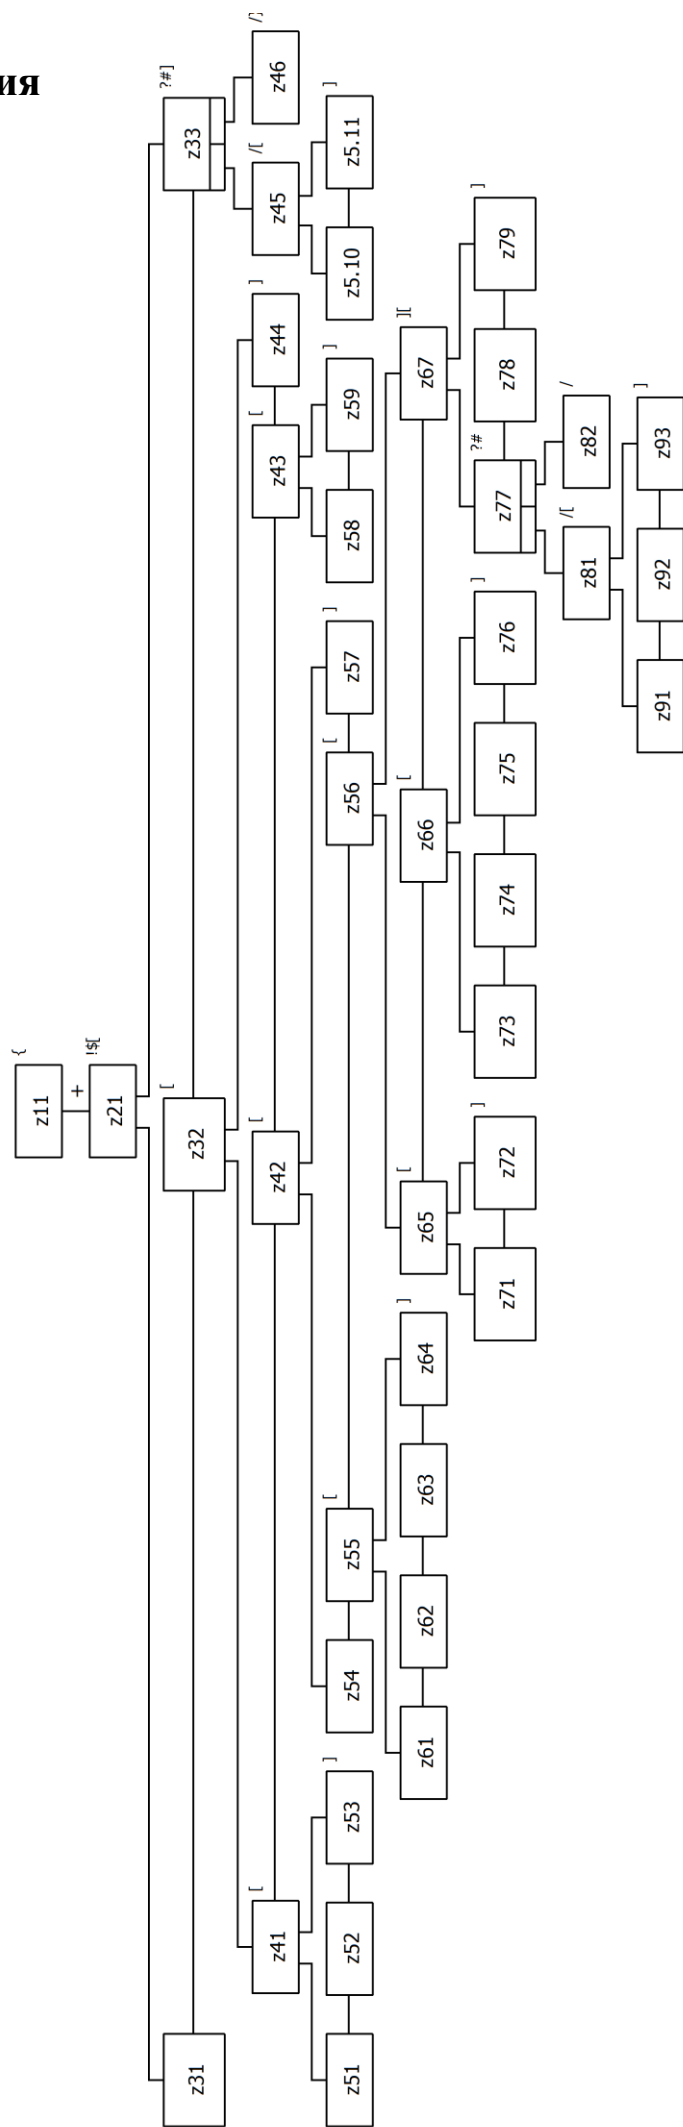 ия
z11 {
+
z21 [$!
z31 z32 [ z33 ?#]
z41 [ z42 [ z43 [ z44 ] z45 /[ z46 /]
z51 z52 z53 ] z54 z55 [ z56 [ z57 ] z58 z59 ] z5.10 z5.11 ]
z61 z62 z63 z64 ] z65 [ z66 [ z67 ][
z71 z72 ] z73 z74 z75 z76 ] z77 ?# z78 z79 ]
z81 /[ z82 /
z91 z92 z93 ]